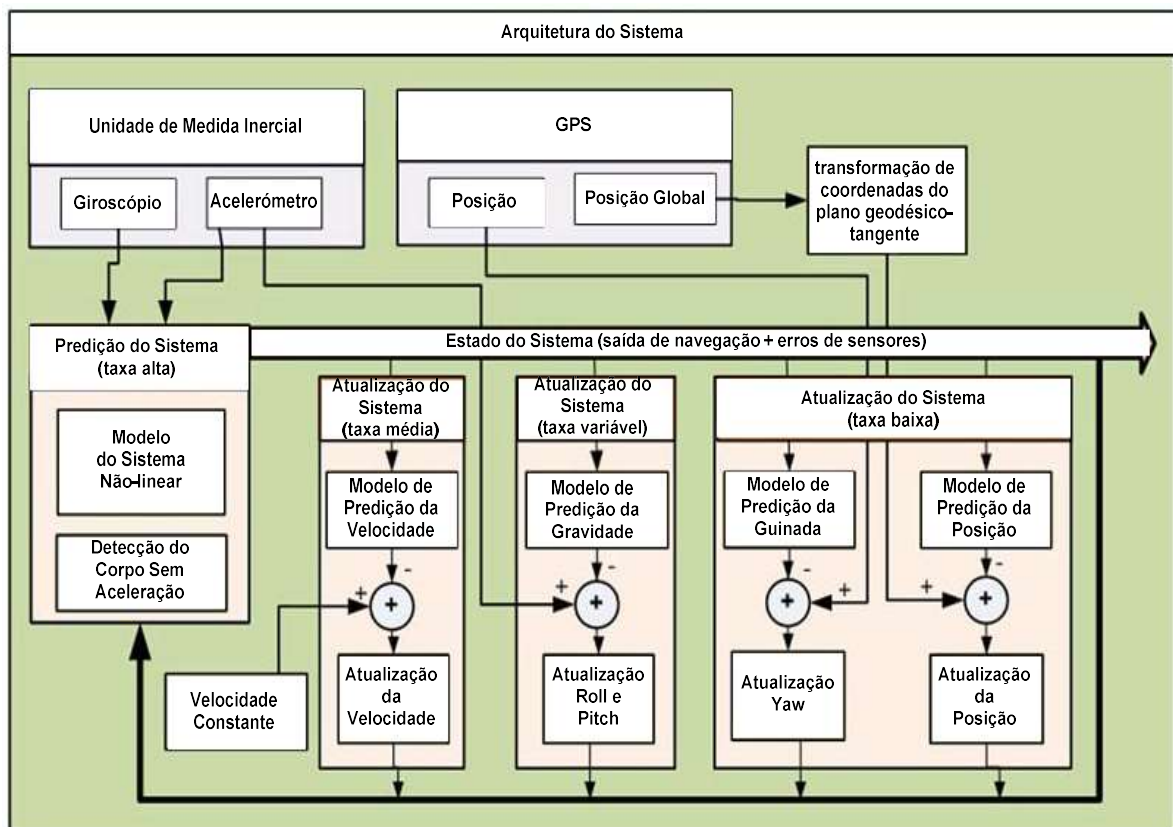 Arquitetura do Sistema
Unidade de Medida Inercial
Giroscópio
Acelerómetro
GPS
Posição
Posição Global
transformação de
coordenadas do
plano geodésico-
tangente
Predição do Sistema
(taxa alta)
Modelo
do Sistema
Não-linear
Detecção do
Corpo Sem
Aceleração
Estado do Sistema (saída de navegação + erros de sensores)
Atualização do
Sistema
(taxa média)
Modelo de
Predição da
Velocidade
-
+
+
Atualização
da
Velocidade
Velocidade
Constante
Atualização do
Sistema
(taxa variável)
Modelo de
Predição da
Gravidade
-
+
+
Atualização
Roll e
Pitch
Atualização do Sistema
(taxa baixa)
Modelo de
Predição da
Guinada
-
+
+
Atualização
Yaw
Modelo de
Predição da
Posição
-
+
+
Atualização
da
Posição